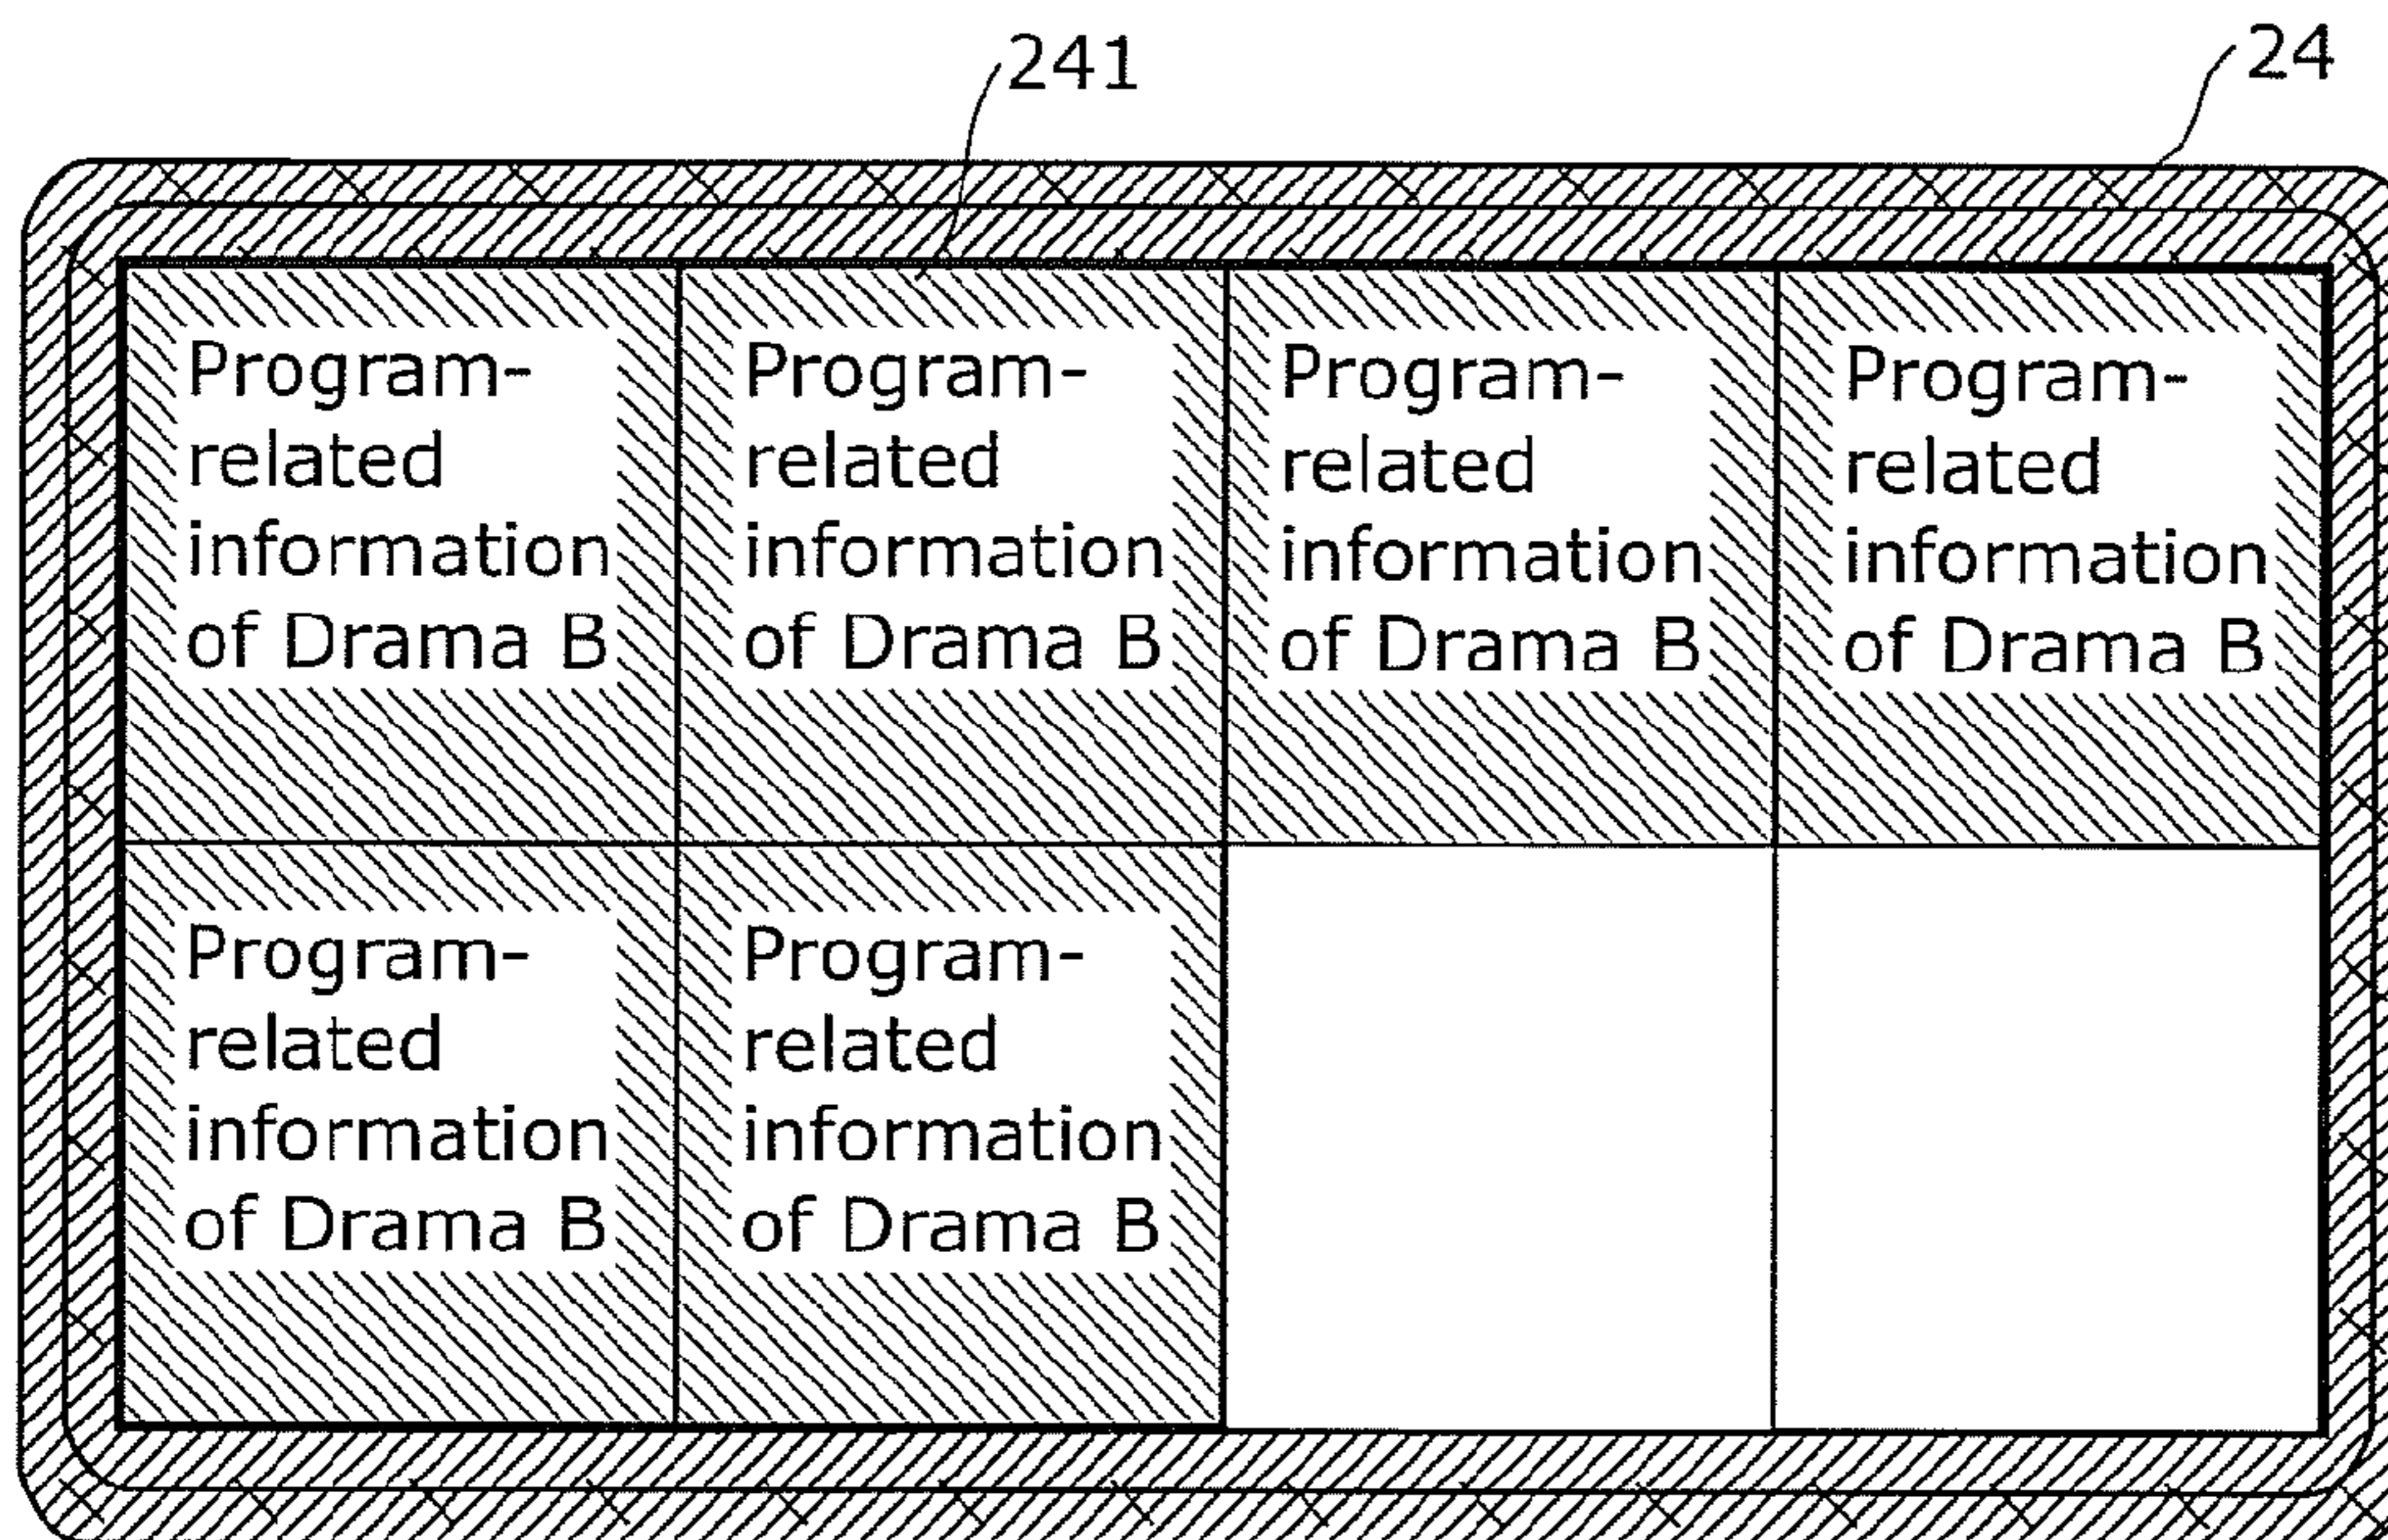 241
24
Program-
related
information
of Drama B
Program-
related
information
of Drama B
Program-
related
information
of Drama B
Program-
related
information
of Drama B
Program-
related
information
of Drama B
Program-
related
information
of Drama B